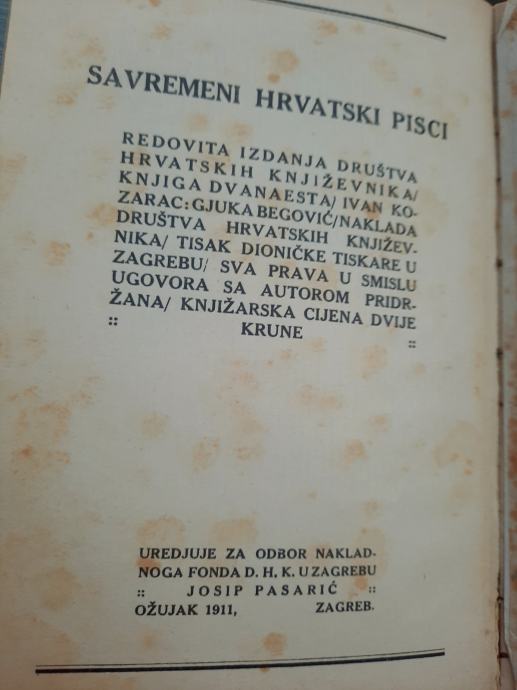 SAVREMENI HRVATSKI PISCI
REDOVITA IZDANJA DRUŠTVA
HRVATSKIH KNJIŽEVNIKA/
KNJIGA DVANAESTA/ IVAN KO-
ZARAC: GJUKA BEGOVIĆ/NAKLADA
DRUŠTVA HRVATSKIH KNJIŽEV-
NIKA/ TISAK DIONIČKE TISKARE U
ZAGREBU/ SVA PRAVA U SMISLU
UGOVORA SA AUTOROM PRIDR-
ŽANA/ KNJIŽARSKA CIJENA DVIJE
:: KRUNE ::
UREDJUJE ZA ODBOR NAKLAD-
NOGA FONDA D. H. K. U ZAGREBU
:: JOSIP PASARIĆ ::
OŽUJAK 1911, ZAGREB.